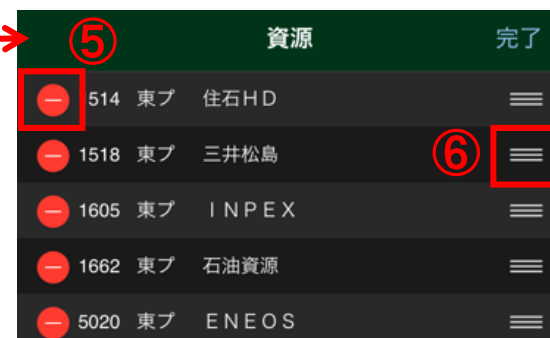 ⑤ 資源 完了
514 東プ 住石HD
1518 東プ 三井松島 ⑥
1605 東プ INPEX
1662 東プ 石油資源
5020 東プ ENEOS